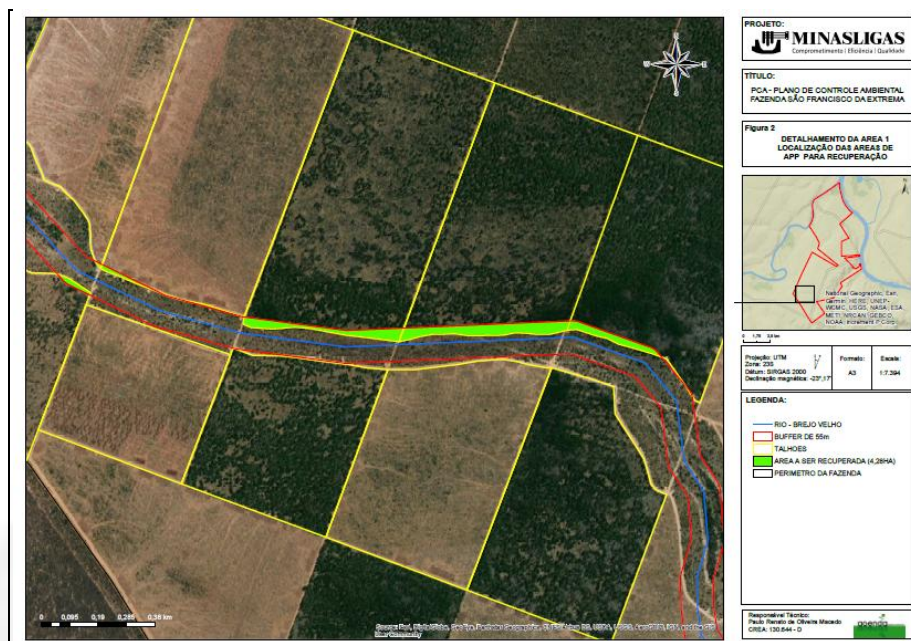 PROJETO:
MINASLIGAS
Comprometimento | Eficiência | Qualidade
TÍTULO:
PCA - PLANO DE CONTROLE AMBIENTAL
FAZENDA SÃO FRANCISCO DA EXTREMA
Figura 2
DETALHAMENTO DA AREA 1
LOCALIZAÇÃO DAS AREAS DE
APP PARA RECUPERAÇÃO
National Geographic, Esri,
Garmin, HERE, UNEP-
WCMC, USGS, NASA, ESA,
METI, NRCAN, GEBCO,
NOAA, increment P Corp.
Projeção: UTM
Zona: 23S
Dátum: SIRGAS 2000
Declinação magnética: -23°,17'
Formato:
A3
Escala:
1:7.394
LEGENDA:
RIO - BREJO VELHO
BUFFER DE 55m
TALHOES
AREA A SER RECUPERADA (4,28HA)
PERIMETRO DA FAZENDA
0 0,095 0,19 0,285 0,38 km
Responsável Técnico:
Paulo Renato de Oliveira Macedo
CREA: 130.844 - D